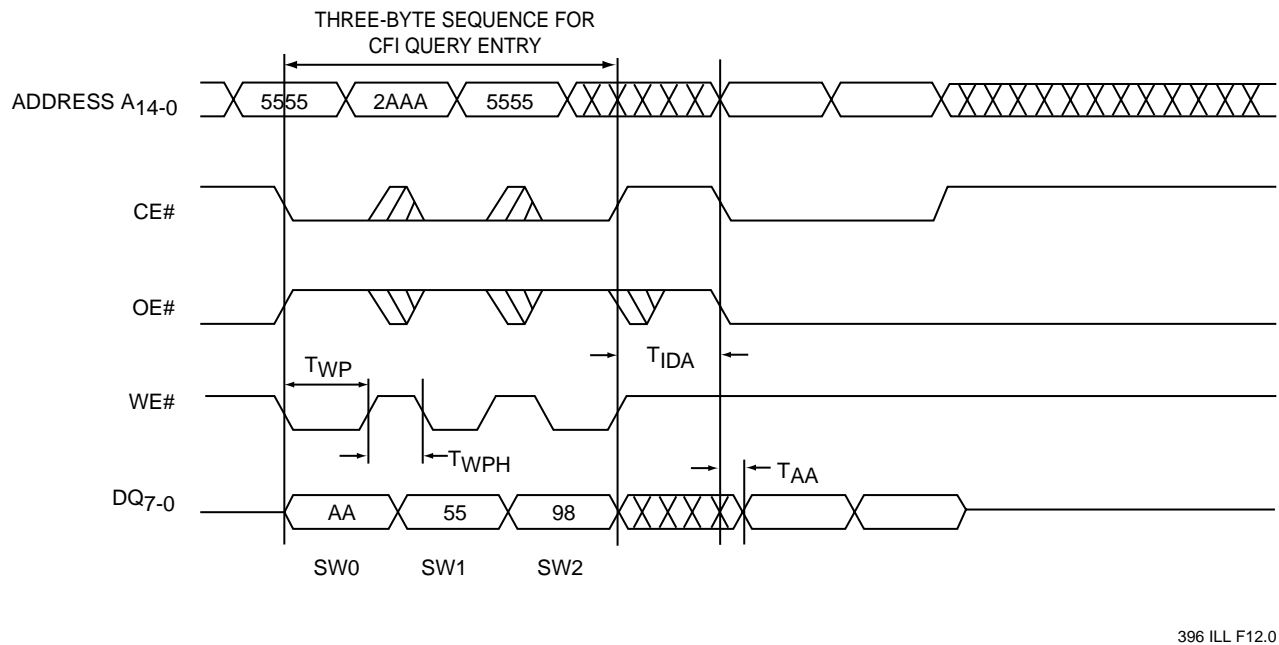 THREE-BYTE SEQUENCE FOR
CFI QUERY ENTRY
ADDRESS A14-0
5555 2AAA 5555
CE#
OE#
TIDA
TWP
WE#
TWPH
TAA
DQ7-0
AA 55 98
SW0 SW1 SW2
396 ILL F12.0